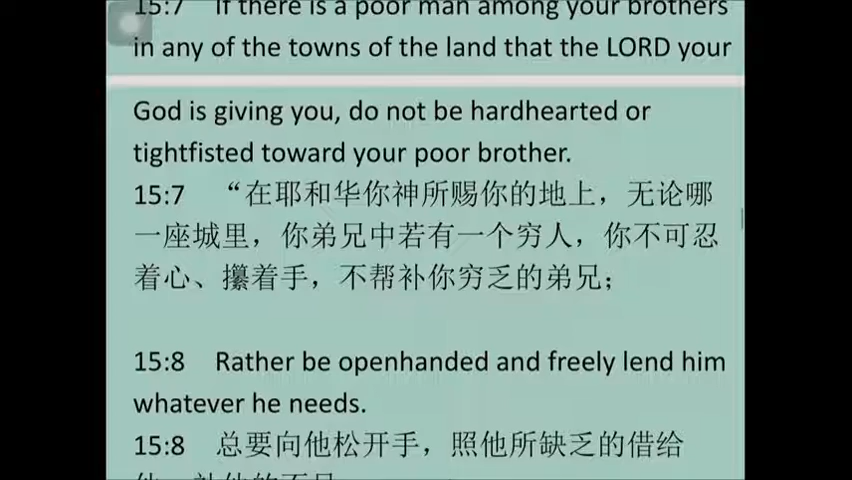 15:7 If there is a poor man among your brothers
in any of the towns of the land that the LORD your
God is giving you, do not be hardhearted or
tightfisted toward your poor brother.
15:7 “在耶和华你神所赐你的地上，无论哪
一座城里，你弟兄中若有一个穷人，你不可忍
着心、攥着手，不帮补你穷乏的弟兄；
15:8 Rather be openhanded and freely lend him
whatever he needs.
15:8 总要向他松开手，照他所缺乏的借给